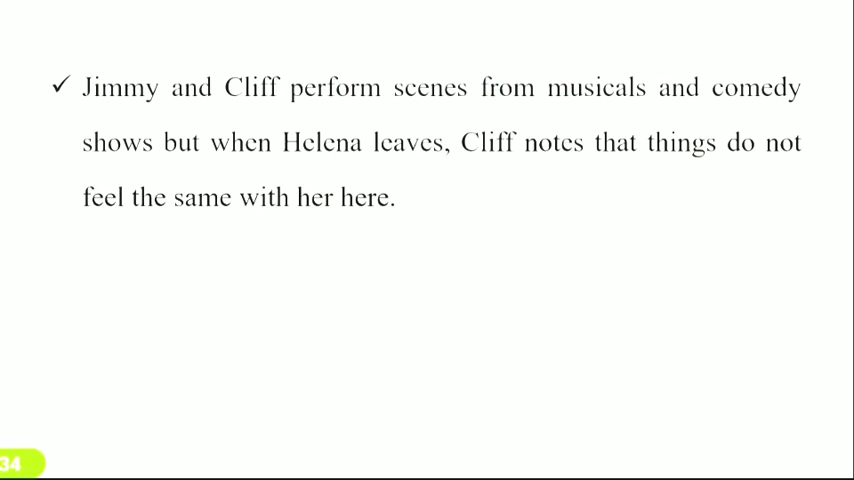 ✓ Jimmy and Cliff perform scenes from musicals and comedy
shows but when Helena leaves, Cliff notes that things do not
feel the same with her here.
34